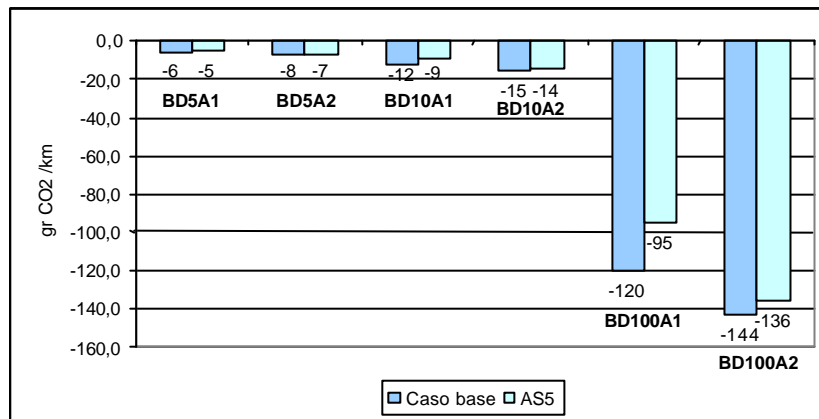 gr CO2 /km
0,0
-20,0
-40,0
-60,0
-80,0
-100,0
-120,0
-140,0
-160,0
-6 -5
BD5A1
-8 -7
BD5A2
-12 -9
BD10A1
-15 -14
BD10A2
-120
-95
BD100A1
-144
-136
BD100A2
Caso base AS5